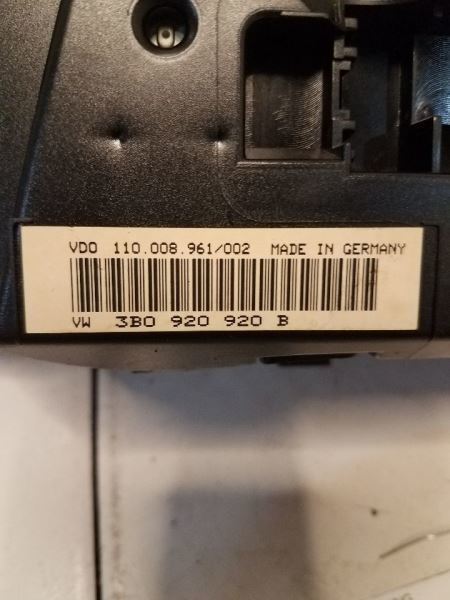 VDO 110.008.961/002 MADE IN GERMANY
VW 3B0 920 920 B